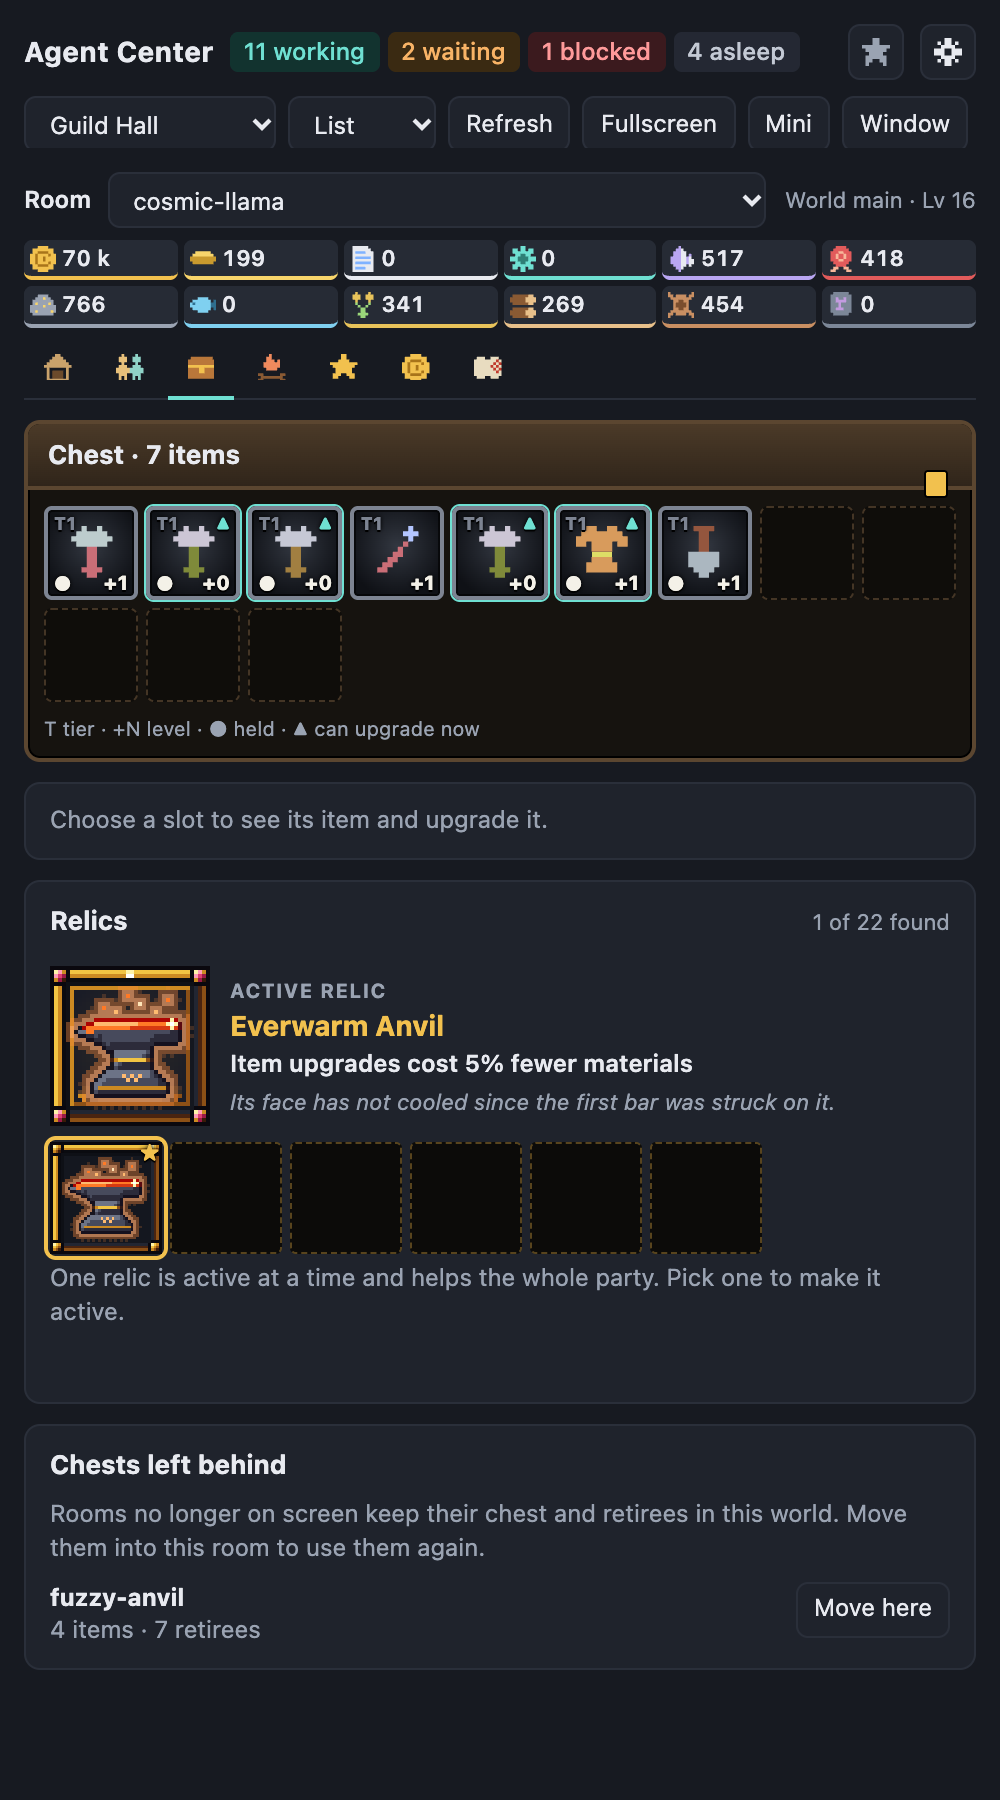 Agent Center 11 working 2 waiting 1 blocked 4 asleep
Guild Hall List Refresh Fullscreen Mini Window
Room cosmic-llama World main · Lv 16
70 k 199 0 0 517 418
766 0 341 269 454 0
Chest · 7 items
T1 T1 T1 T1 T1 T1 T1
+1 +0 +0 +1 +0 +1 +1
T tier · +N level · ● held · ▲ can upgrade now
Choose a slot to see its item and upgrade it.
Relics 1 of 22 found
ACTIVE RELIC
Everwarm Anvil
Item upgrades cost 5% fewer materials
Its face has not cooled since the first bar was struck on it.
One relic is active at a time and helps the whole party. Pick one to make it
active.
Chests left behind
Rooms no longer on screen keep their chest and retirees in this world. Move
them into this room to use them again.
fuzzy-anvil
4 items · 7 retirees
Move here